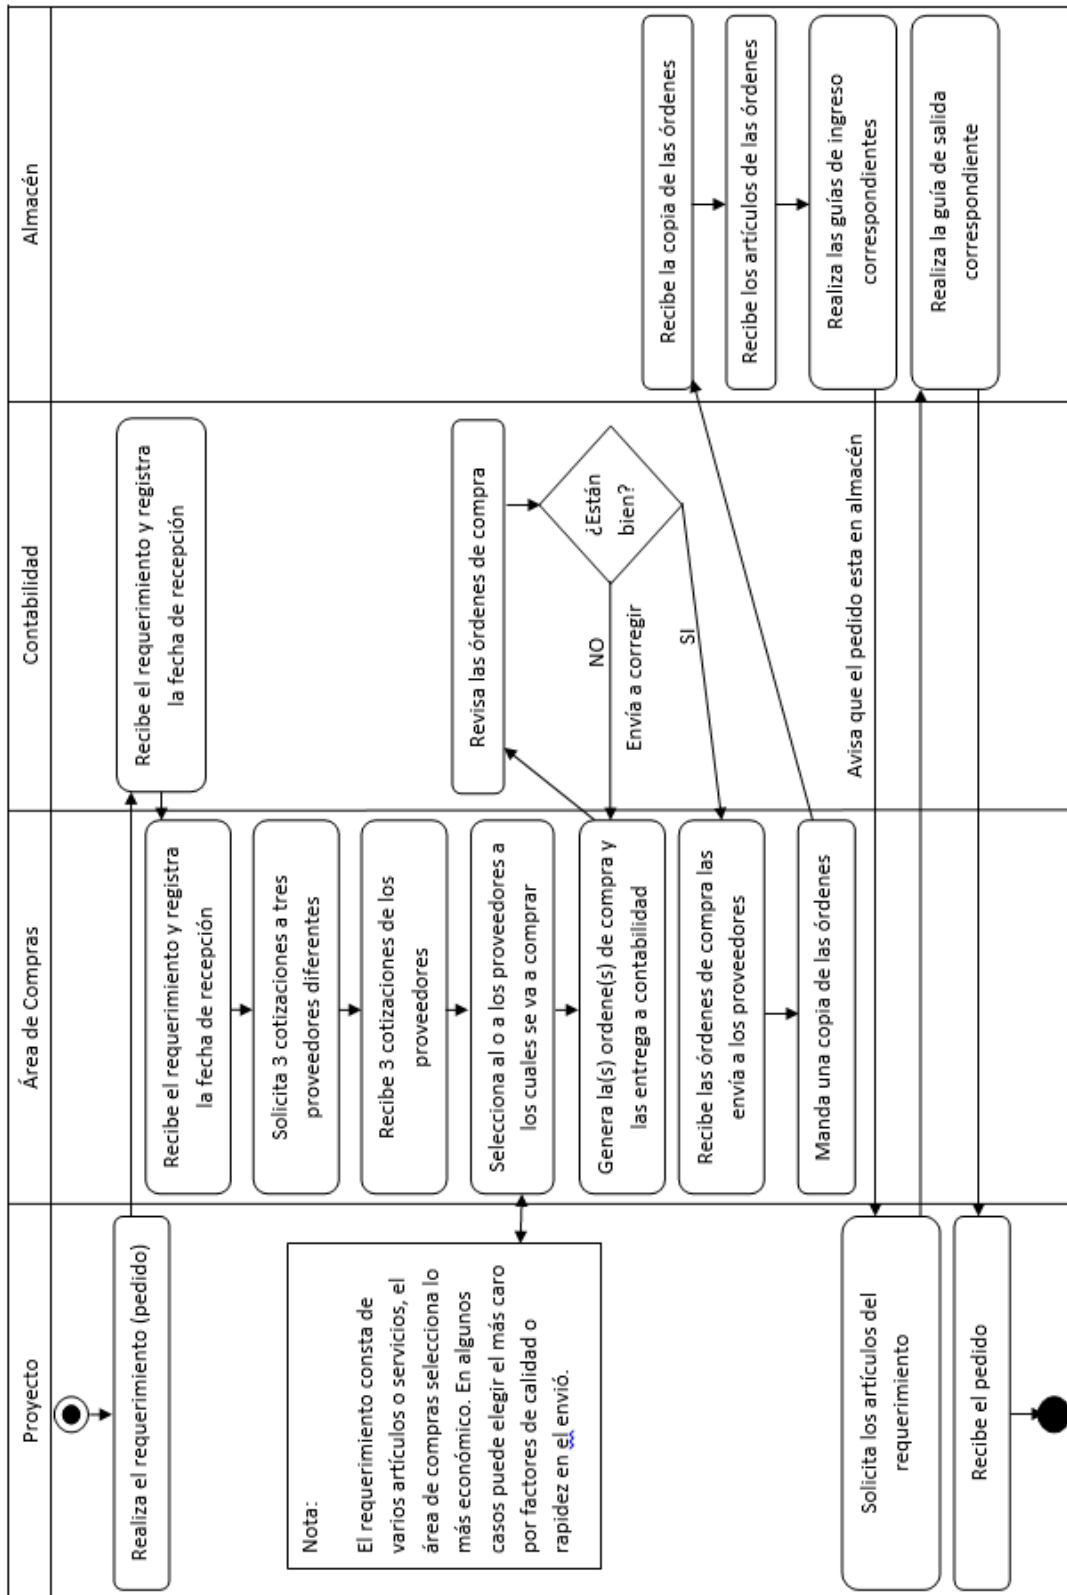 Proyecto
Área de Compras
Contabilidad
Almacén
Realiza el requerimiento (pedido)
Recibe el requerimiento y registra
la fecha de recepción
Recibe el requerimiento y registra
la fecha de recepción
Solicita 3 cotizaciones a tres
proveedores diferentes
Recibe 3 cotizaciones de los
proveedores
Selecciona al o a los proveedores a
los cuales se va a comprar
Nota:
El requerimiento consta de
varios artículos o servicios, el
área de compras selecciona lo
más económico. En algunos
casos puede elegir el más caro
por factores de calidad o
rapidez en el envió.
Genera la(s) ordene(s) de compra y
las entrega a contabilidad
Revisa las órdenes de compra
¿Están
bien?
NO
Envía a corregir
SI
Recibe las órdenes de compra las
envía a los proveedores
Manda una copia de las órdenes
Recibe la copia de las órdenes
Recibe los artículos de las órdenes
Realiza las guías de ingreso
correspondientes
Avisa que el pedido esta en almacén
Solicita los artículos del
requerimiento
Realiza la guía de salida
correspondiente
Recibe el pedido